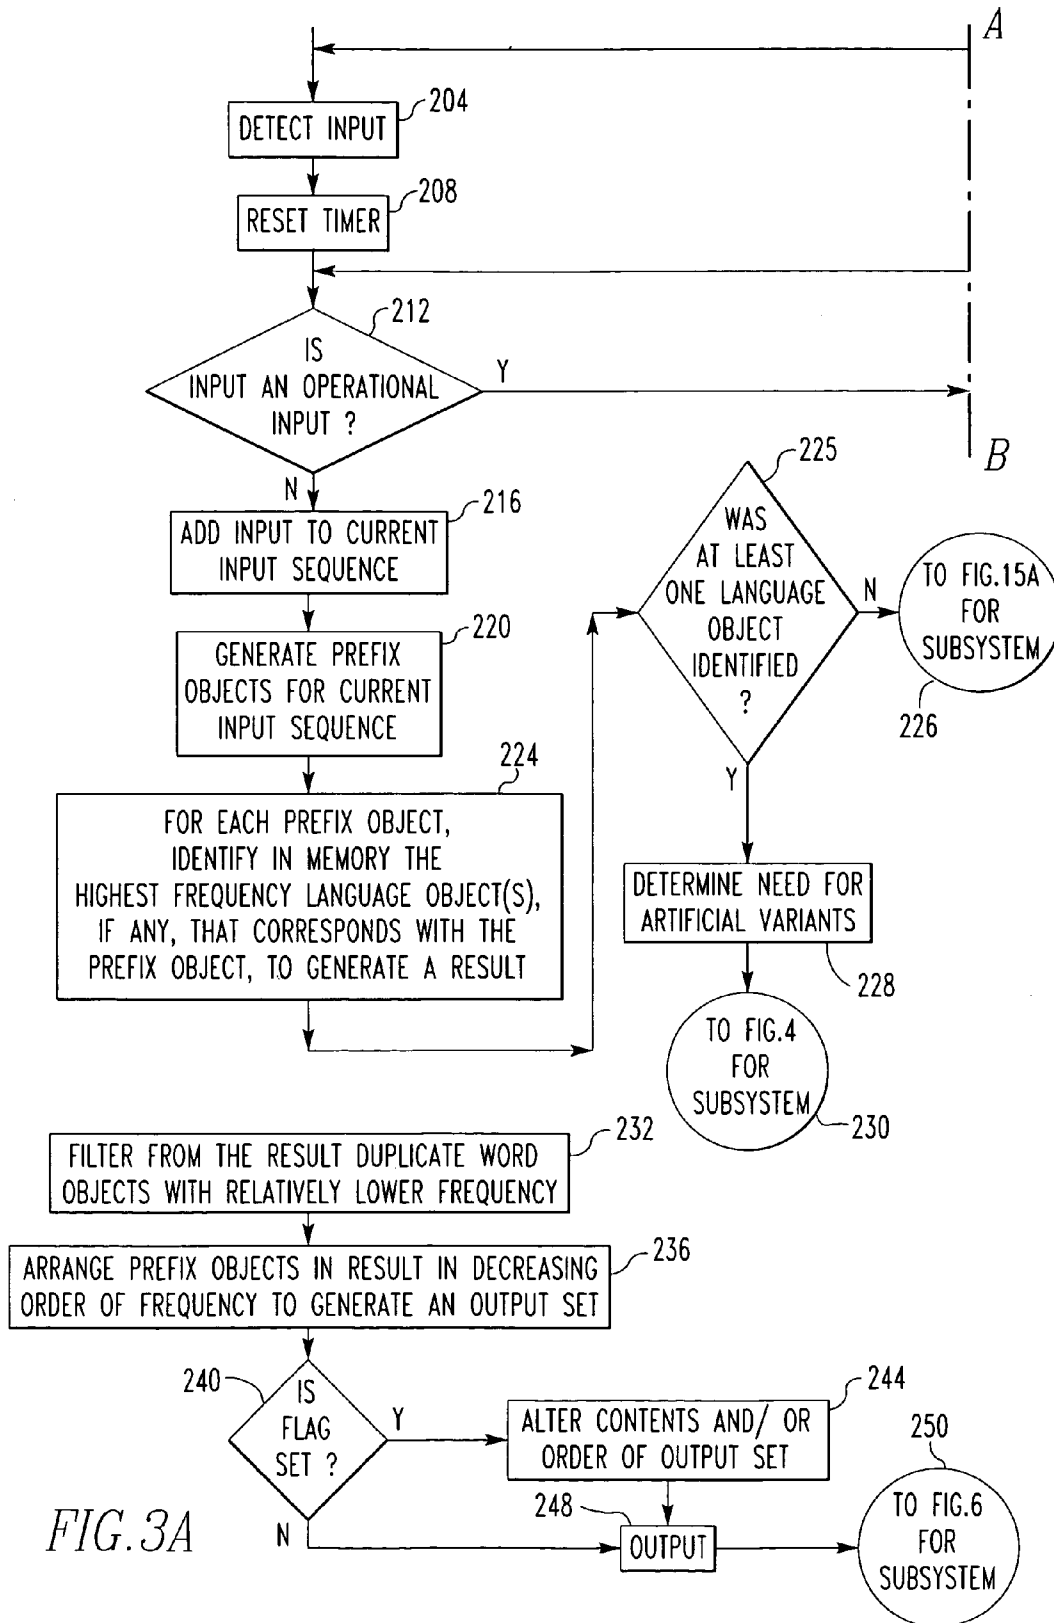 A
204
DETECT INPUT
208
RESET TIMER
212
IS
INPUT AN OPERATIONAL
INPUT ?
Y
N
B
216
ADD INPUT TO CURRENT
INPUT SEQUENCE
220
GENERATE PREFIX
OBJECTS FOR CURRENT
INPUT SEQUENCE
224
FOR EACH PREFIX OBJECT,
IDENTIFY IN MEMORY THE
HIGHEST FREQUENCY LANGUAGE OBJECT(S),
IF ANY, THAT CORRESPONDS WITH THE
PREFIX OBJECT, TO GENERATE A RESULT
225
WAS
AT LEAST
ONE LANGUAGE
OBJECT
IDENTIFIED
?
N
TO FIG.15A
FOR
SUBSYSTEM
226
Y
DETERMINE NEED FOR
ARTIFICIAL VARIANTS
228
TO FIG.4
FOR
SUBSYSTEM
230
232
FILTER FROM THE RESULT DUPLICATE WORD
OBJECTS WITH RELATIVELY LOWER FREQUENCY
236
ARRANGE PREFIX OBJECTS IN RESULT IN DECREASING
ORDER OF FREQUENCY TO GENERATE AN OUTPUT SET
240
IS
FLAG
SET ?
Y
N
244
ALTER CONTENTS AND/ OR
ORDER OF OUTPUT SET
248
OUTPUT
250
TO FIG.6
FOR
SUBSYSTEM
FIG.3A